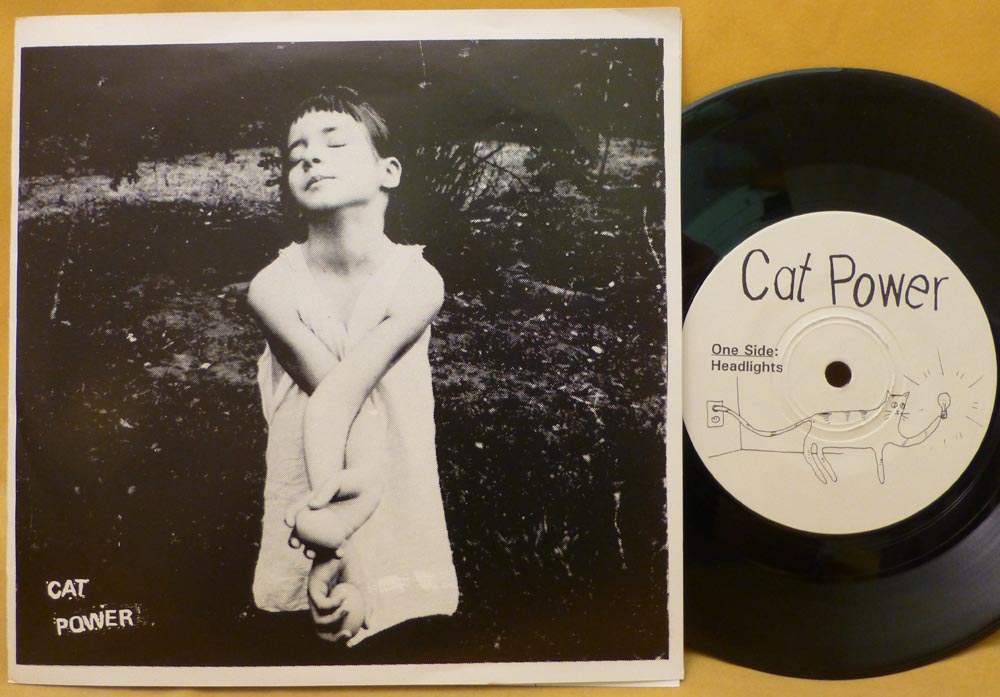 CAT
POWER
Cat Power
One Side:
Headlights